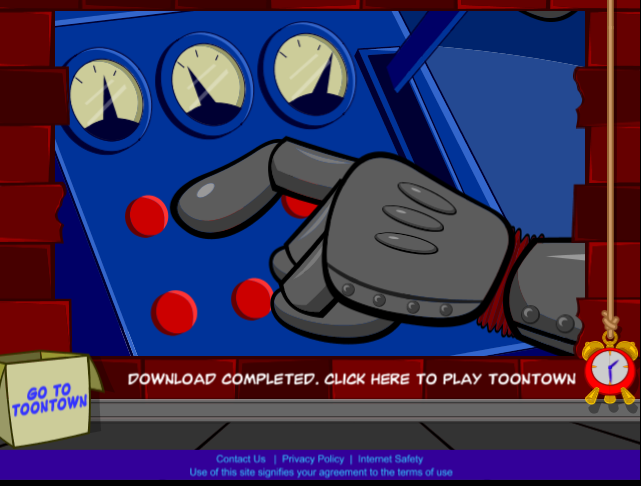 DOWNLOAD COMPLETED. CLICK HERE TO PLAY TOONTOWN
GO TO
TOONTOWN
Contact Us | Privacy Policy | Internet Safety
Use of this site signifies your agreement to the terms of use